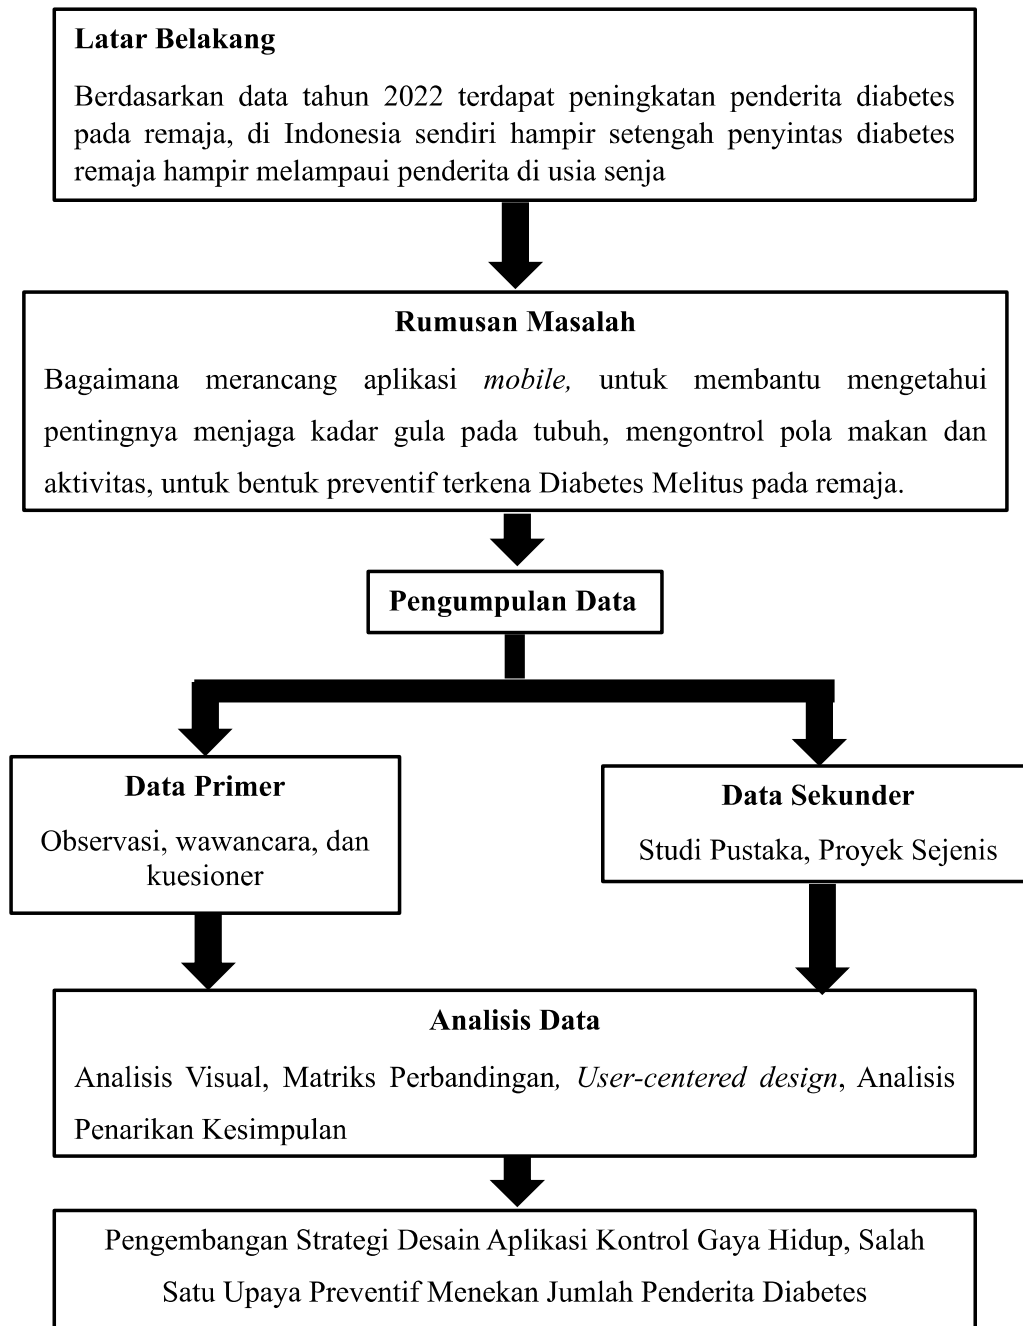 Latar Belakang
Berdasarkan data tahun 2022 terdapat peningkatan penderita diabetes
pada remaja, di Indonesia sendiri hampir setengah penyintas diabetes
remaja hampir melampaui penderita di usia senja
Rumusan Masalah
Bagaimana merancang aplikasi mobile, untuk membantu mengetahui
pentingnya menjaga kadar gula pada tubuh, mengontrol pola makan dan
aktivitas, untuk bentuk preventif terkena Diabetes Melitus pada remaja.
Pengumpulan Data
Data Primer
Observasi, wawancara, dan
kuesioner
Data Sekunder
Studi Pustaka, Proyek Sejenis
Analisis Data
Analisis Visual, Matriks Perbandingan, User-centered design, Analisis
Penarikan Kesimpulan
Pengembangan Strategi Desain Aplikasi Kontrol Gaya Hidup, Salah
Satu Upaya Preventif Menekan Jumlah Penderita Diabetes